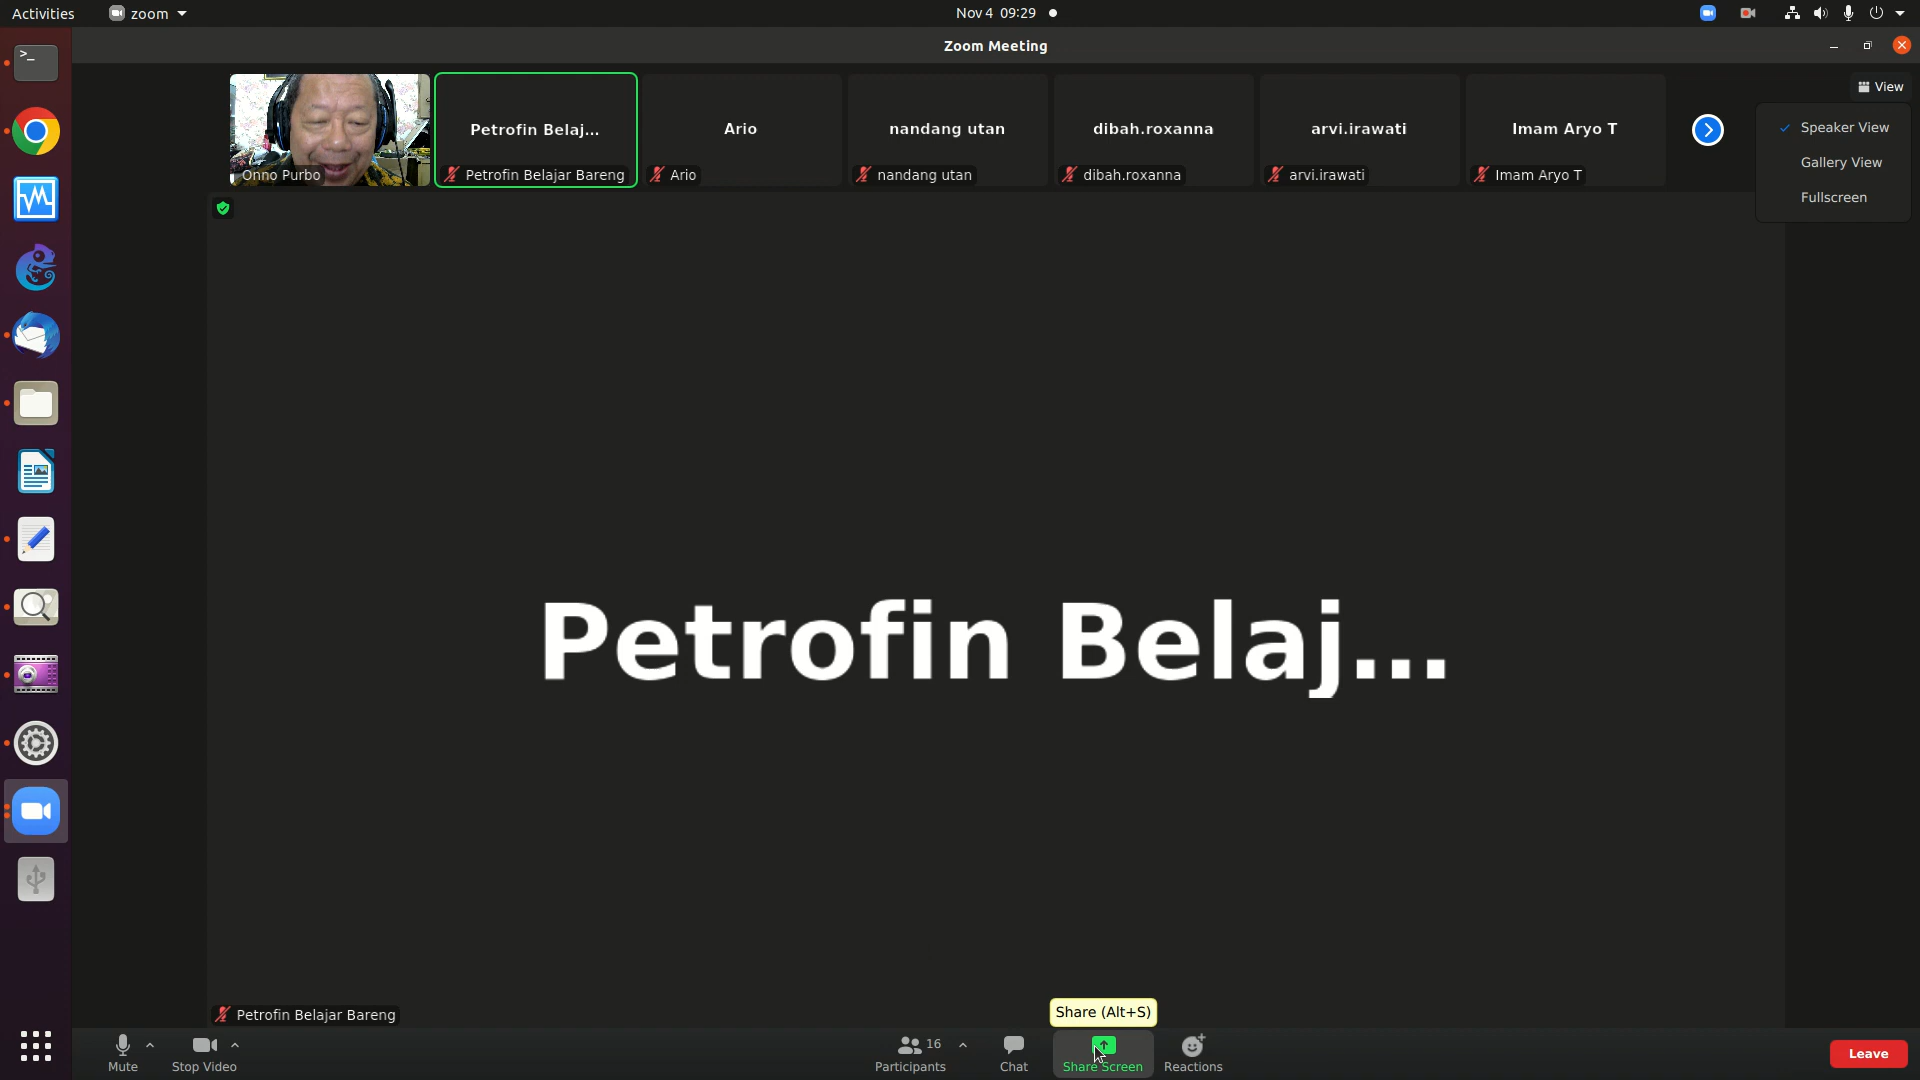 Activities
zoom
Nov 4 09:29
Zoom Meeting
View
Speaker View
Gallery View
Fullscreen
Petrofin Belaj...
Ario
nandang utan
dibah.roxanna
arvi.irawati
Imam Aryo T
Onno Purbo
Petrofin Belajar Bareng
Ario
nandang utan
dibah.roxanna
arvi.irawati
Imam Aryo T
Petrofin Belaj...
Petrofin Belajar Bareng
Share (Alt+S)
Mute
Stop Video
16
Participants
Chat
Share Screen
Reactions
Leave